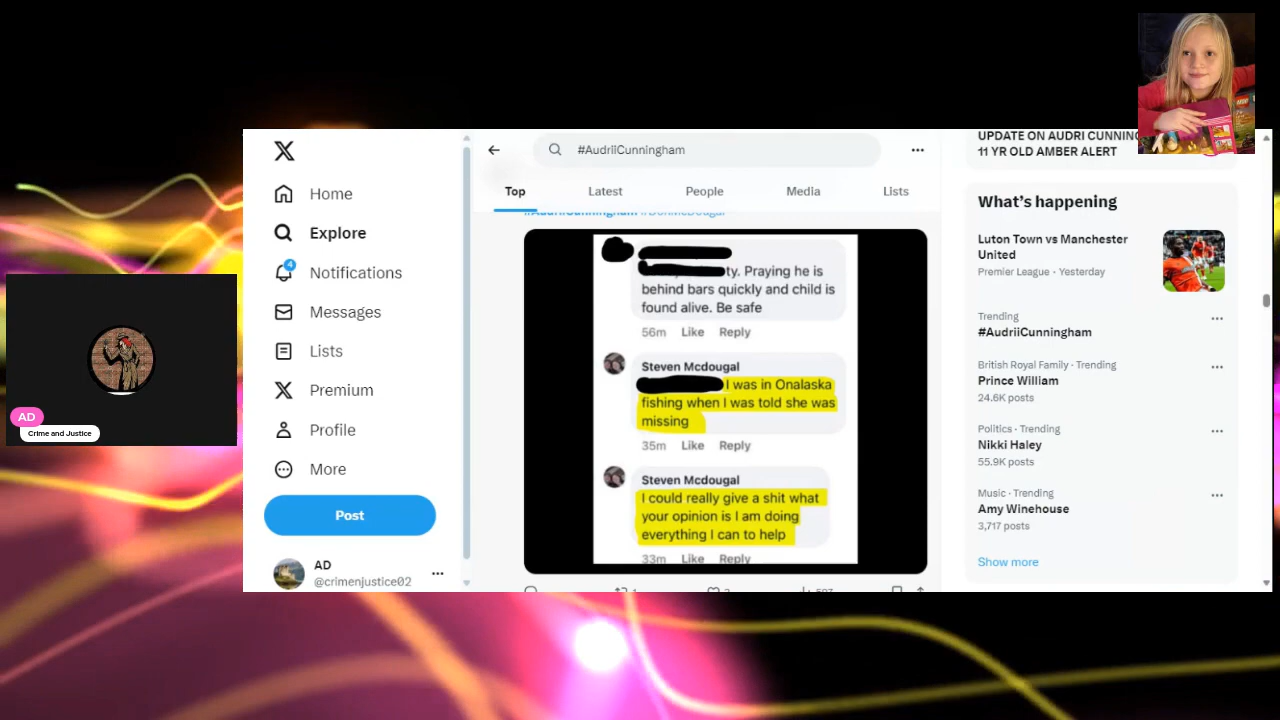 UPDATE ON AUDRI CUNNING
11 YR OLD AMBER ALERT
#AudriiCunningham
Top
Latest
People
Media
Lists
#AudriiCunningham #DonMcDougal
Home
Explore
4
Notifications
Messages
Lists
Premium
Profile
More
Post
AD
@crimenjustice02
AD
Crime and Justice
ty. Praying he is
behind bars quickly and child is
found alive. Be safe
56m Like Reply
Steven Mcdougal
I was in Onalaska
fishing when I was told she was
missing
35m Like Reply
Steven Mcdougal
I could really give a shit what
your opinion is I am doing
everything I can to help
33m Like Reply
What's happening
Luton Town vs Manchester
United
Premier League · Yesterday
Trending
#AudriiCunningham
British Royal Family · Trending
Prince William
24.6K posts
Politics · Trending
Nikki Haley
55.9K posts
Music · Trending
Amy Winehouse
3,717 posts
Show more